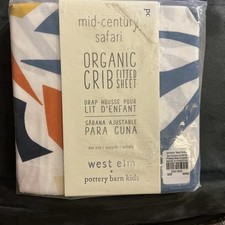 mid-century
safari
ORGANIC
CRIB FITTED
SHEET
DRAP HOUSSE POUR
LIT D'ENFANT
SÁBANA AJUSTABLE
PARA CUNA
west elm
+
pottery barn kids